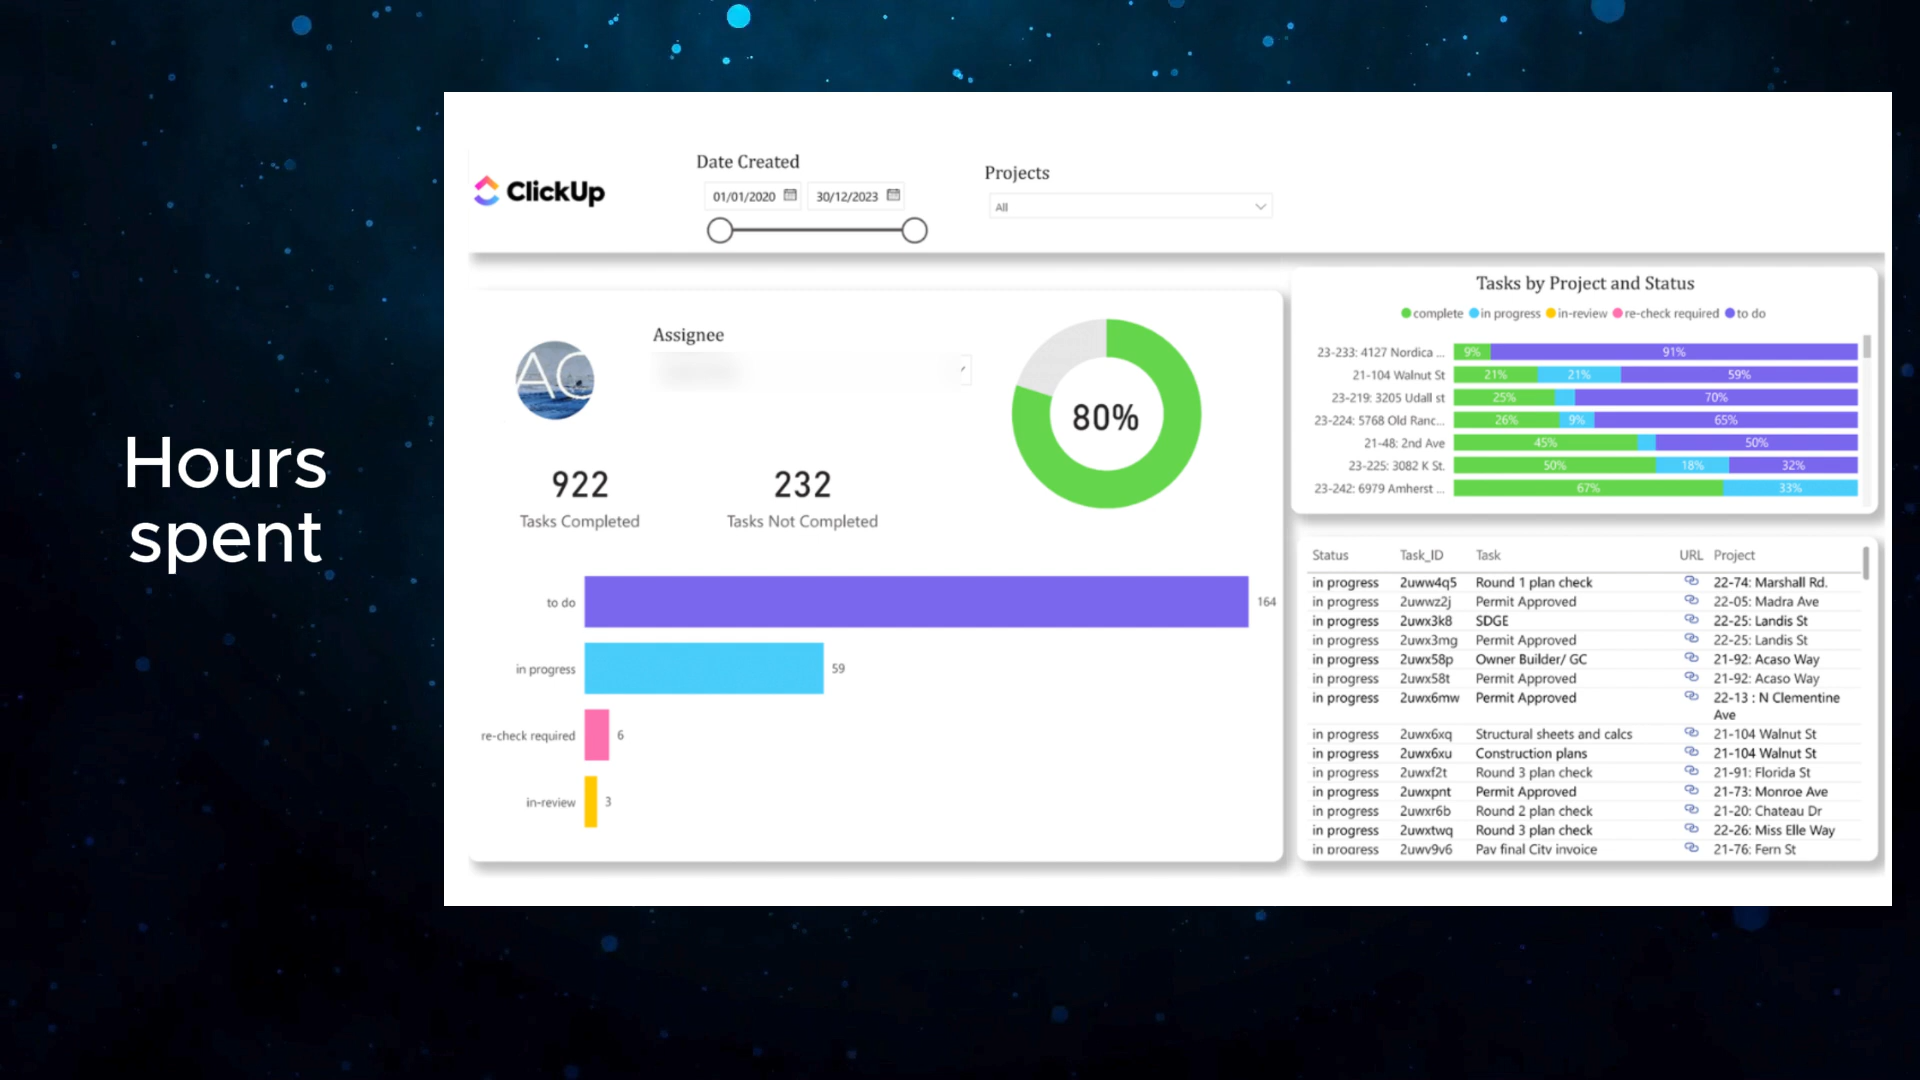 Hours
spent
ClickUp
Date Created
01/01/2020
30/12/2023
Projects
All
AC
Assignee
80%
922
Tasks Completed
232
Tasks Not Completed
to do
164
in progress
59
re-check required
6
in-review
3
Tasks by Project and Status
complete in progress in-review re-check required to do
23-233: 4127 Nordica ... 9% 91%
21-104 Walnut St 21% 21% 59%
23-219: 3205 Udall st 25% 70%
23-224: 5768 Old Ranc... 26% 9% 65%
21-48: 2nd Ave 45% 50%
23-225: 3082 K St. 50% 18% 32%
23-242: 6979 Amherst ... 67% 33%
Status Task_ID Task URL Project
in progress 2uww4q5 Round 1 plan check 22-74: Marshall Rd.
in progress 2uwwz2j Permit Approved 22-05: Madra Ave
in progress 2uwx3k8 SDGE 22-25: Landis St
in progress 2uwx3mg Permit Approved 22-25: Landis St
in progress 2uwx58p Owner Builder/ GC 21-92: Acaso Way
in progress 2uwx58t Permit Approved 21-92: Acaso Way
in progress 2uwx6mw Permit Approved 22-13 : N Clementine
Ave
in progress 2uwx6xq Structural sheets and calcs 21-104 Walnut St
in progress 2uwx6xu Construction plans 21-104 Walnut St
in progress 2uwxf2t Round 3 plan check 21-91: Florida St
in progress 2uwxpnt Permit Approved 21-73: Monroe Ave
in progress 2uwxr6b Round 2 plan check 21-20: Chateau Dr
in progress 2uwxtwq Round 3 plan check 22-26: Miss Elle Way
in progress 2uwy9y6 Pay final City invoice 21-76: Fern St